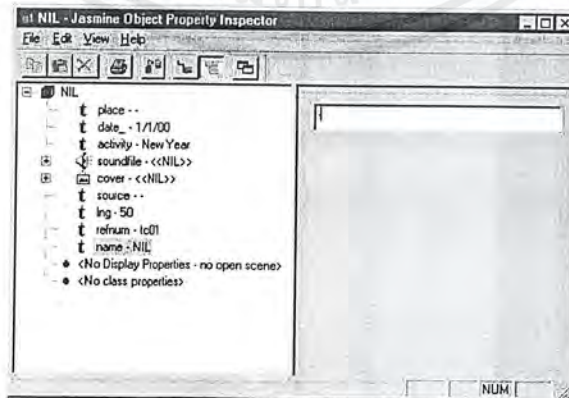 NIL - Jasmine Object Property Inspector
File Edit View Help
NIL
place - -
date_ - 1/1/00
activity - New Year
soundfile - <<NIL>>
cover - <<NIL>>
source - -
lng - 50
refnum - tc01
name - NIL
<No Display Properties - no open scene>
<No class properties>
NUM